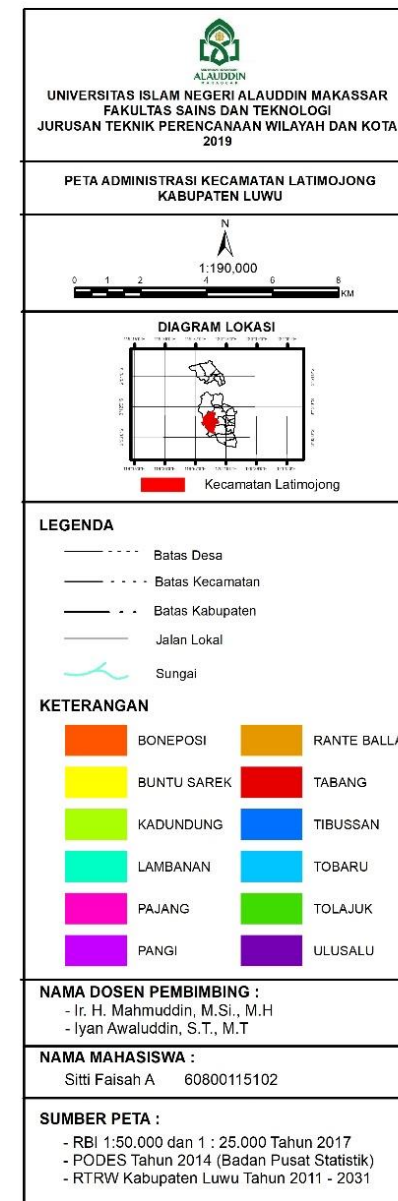 ALAUDDIN
UNIVERSITAS ISLAM NEGERI ALAUDDIN MAKASSAR
FAKULTAS SAINS DAN TEKNOLOGI
JURUSAN TEKNIK PERENCANAAN WILAYAH DAN KOTA
2019
PETA ADMINISTRASI KECAMATAN LATIMOJONG
KABUPATEN LUWU
N
1:190,000
0 1 2 4 6 8
KM
DIAGRAM LOKASI
Kecamatan Latimojong
LEGENDA
Batas Desa
Batas Kecamatan
Batas Kabupaten
Jalan Lokal
Sungai
KETERANGAN
BONEPOSI RANTE BALLA
BUNTU SAREK TABANG
KADUNDUNG TIBUSSAN
LAMBANAN TOBARU
PAJANG TOLAJUK
PANGI ULUSALU
NAMA DOSEN PEMBIMBING :
- Ir. H. Mahmuddin, M.Si., M.H
- Iyan Awaluddin, S.T., M.T
NAMA MAHASISWA :
Sitti Faisah A 60800115102
SUMBER PETA :
- RBI 1:50.000 dan 1 : 25.000 Tahun 2017
- PODES Tahun 2014 (Badan Pusat Statistik)
- RTRW Kabupaten Luwu Tahun 2011 - 2031